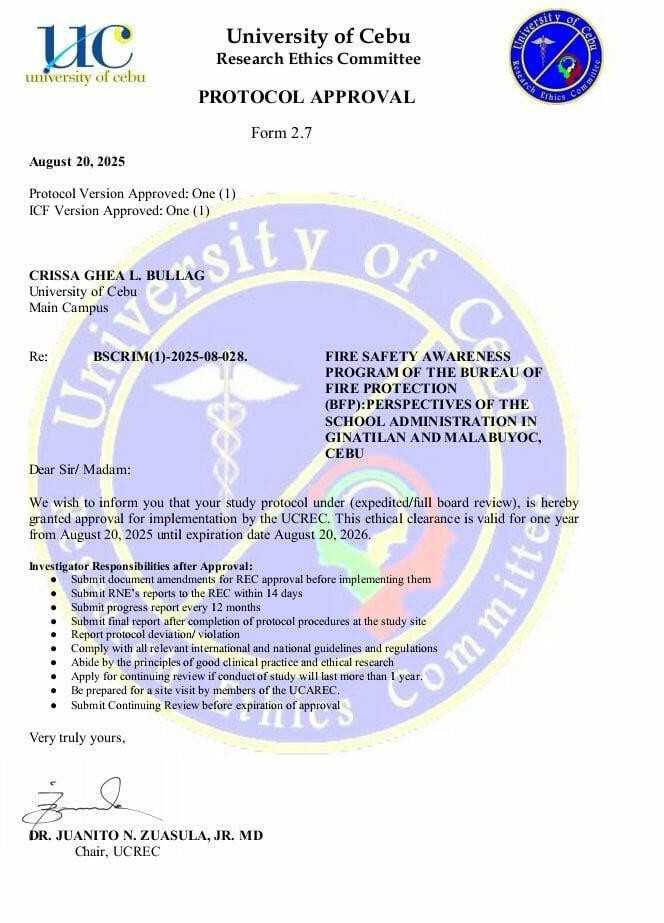 UC
university of cebu
University of Cebu
Research Ethics Committee
University of Cebu
Research Ethics Committee
PROTOCOL APPROVAL
Form 2.7
August 20, 2025
Protocol Version Approved: One (1)
ICF Version Approved: One (1)
CRISSA GHEA L. BULLAG
University of Cebu
Main Campus
Re: BSCRIM(1)-2025-08-028. FIRE SAFETY AWARENESS
PROGRAM OF THE BUREAU OF
FIRE PROTECTION
(BFP):PERSPECTIVES OF THE
SCHOOL ADMINISTRATION IN
GINATILAN AND MALABUYOC,
CEBU
Dear Sir/ Madam:
We wish to inform you that your study protocol under (expedited/full board review), is hereby
granted approval for implementation by the UCREC. This ethical clearance is valid for one year
from August 20, 2025 until expiration date August 20, 2026.
Investigator Responsibilities after Approval:
● Submit document amendments for REC approval before implementing them
● Submit RNE's reports to the REC within 14 days
● Submit progress report every 12 months
● Submit final report after completion of protocol procedures at the study site
● Report protocol deviation/ violation
● Comply with all relevant international and national guidelines and regulations
● Abide by the principles of good clinical practice and ethical research
● Apply for continuing review if conduct of study will last more than 1 year.
● Be prepared for a site visit by members of the UCAREC.
● Submit Continuing Review before expiration of approval
Very truly yours,
DR. JUANITO N. ZUASULA, JR. MD
Chair, UCREC
University of Cebu
Research Ethics Committee